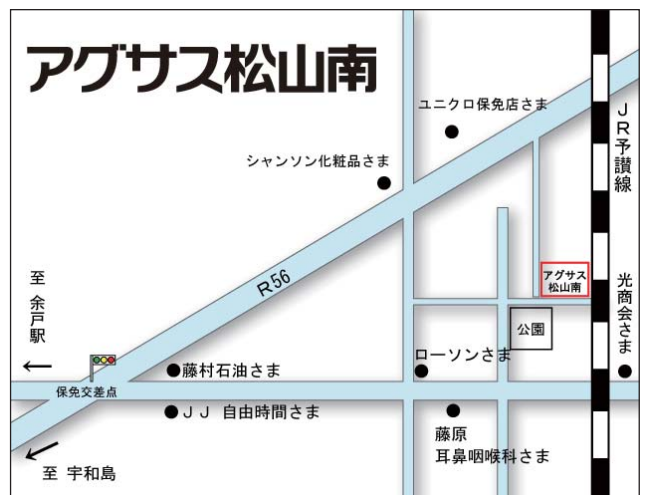 アグサス松山南
ユニクロ保免店さま
シャンソン化粧品さま
JR予讃線
R56
アグサス
松山南
至 余戸駅
←
光商会さま
公園
ローソンさま
藤村石油さま
保免交差点
JJ 自由時間さま
藤原
耳鼻咽喉科さま
←
至 宇和島